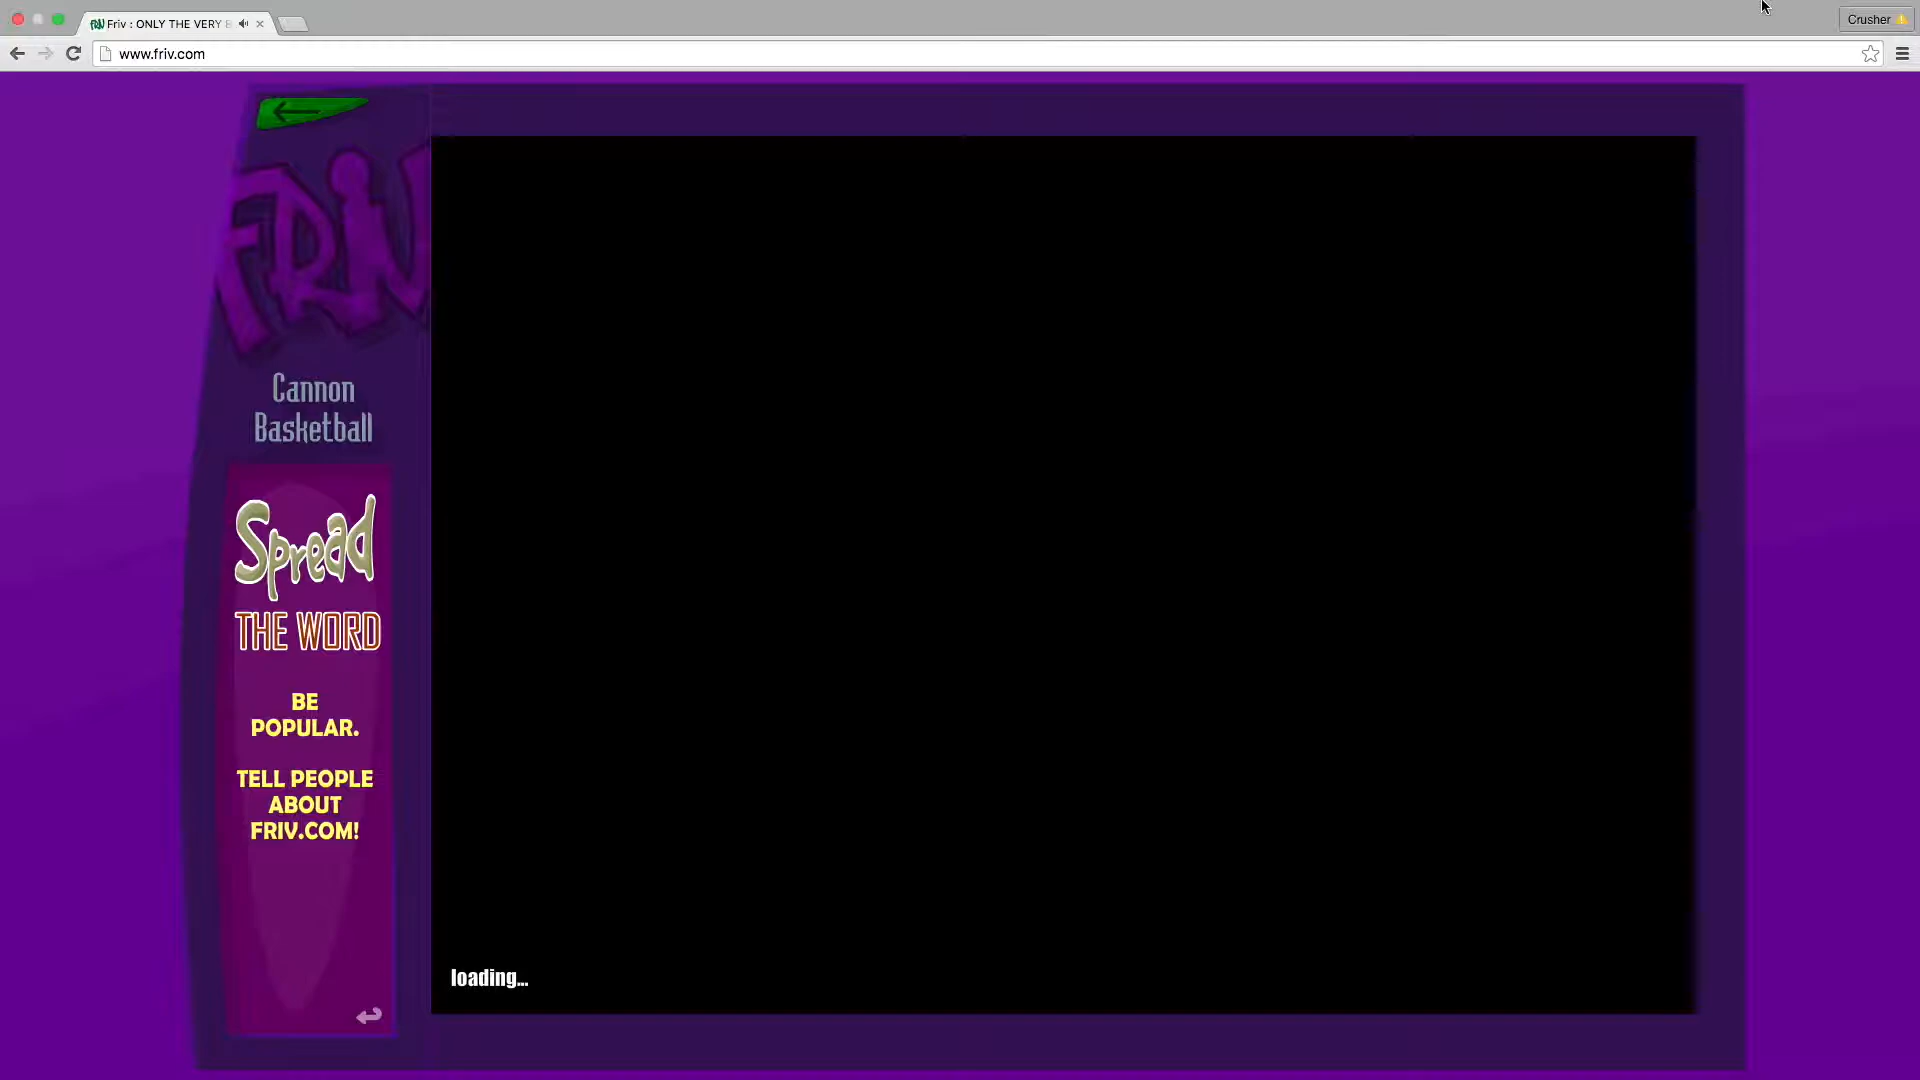 Friv : ONLY THE VERY B
Crusher
www.friv.com
FRIV
Cannon
Basketball
Spread
THE WORD
BE
POPULAR.
TELL PEOPLE
ABOUT
FRIV.COM!
loading...